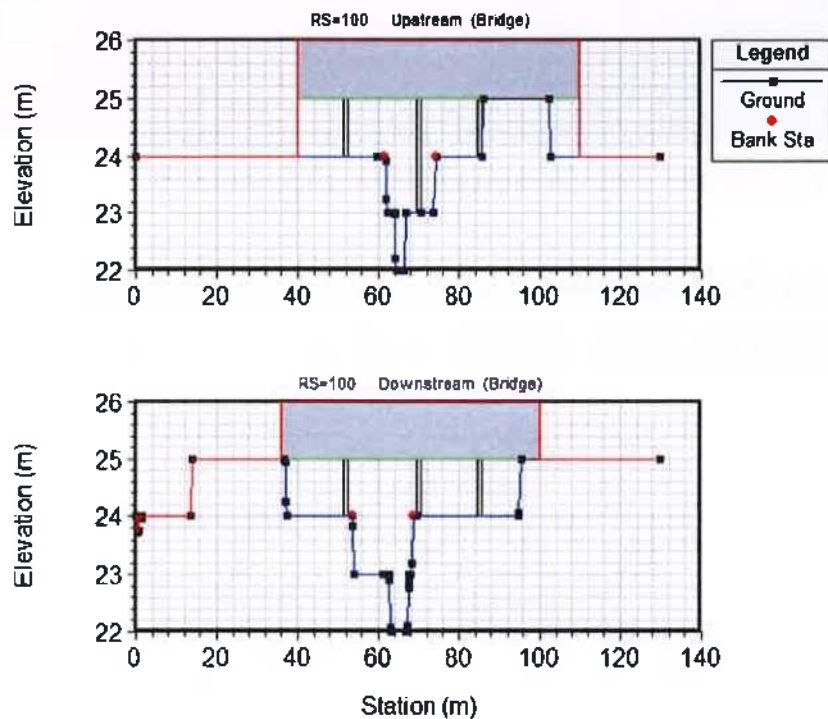 RS=100 Upstream (Bridge)
Elevation (m)
26
25
24
23
22
0 20 40 60 80 100 120 140
Legend
Ground
Bank Sta
RS=100 Downstream (Bridge)
Elevation (m)
26
25
24
23
22
0 20 40 60 80 100 120 140
Station (m)